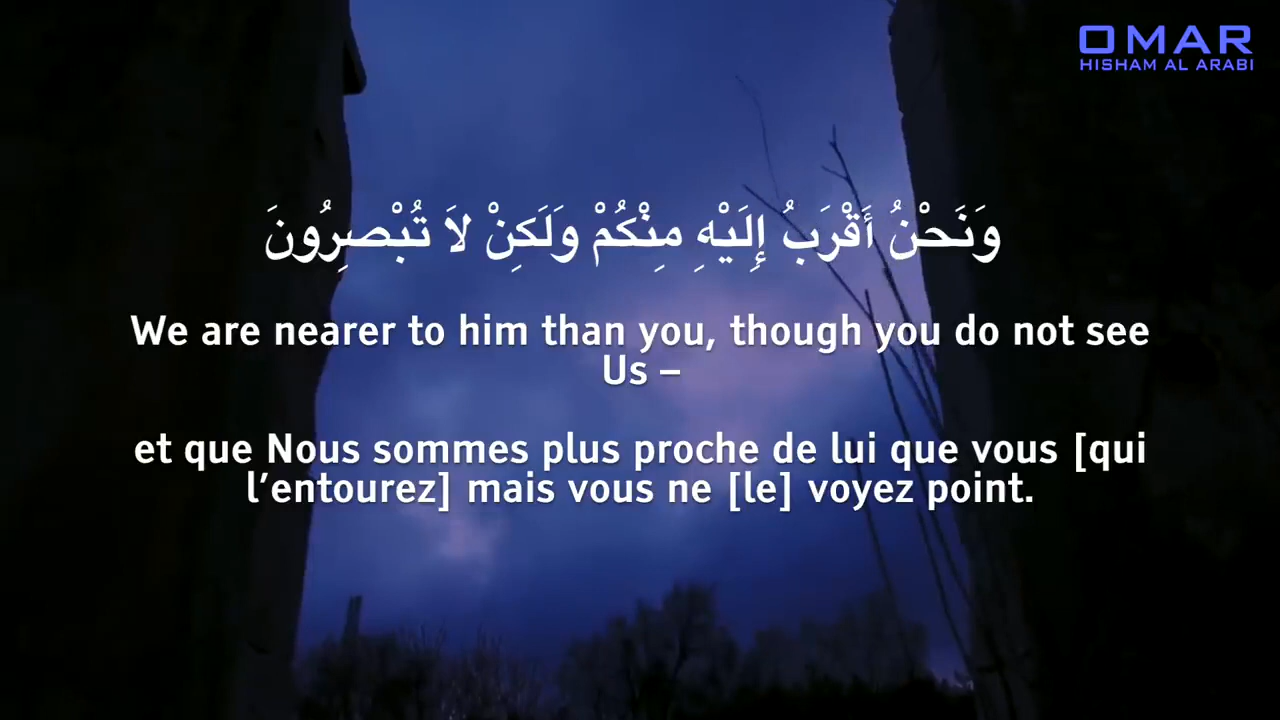 OMAR
HISHAM AL ARABI
وَنَحْنُ أَقْرَبُ إِلَيْهِ مِنْكُمْ وَلَكِنْ لاَ تُبْصِرُونَ
We are nearer to him than you, though you do not see
Us –
et que Nous sommes plus proche de lui que vous [qui
l’entourez] mais vous ne [le] voyez point.